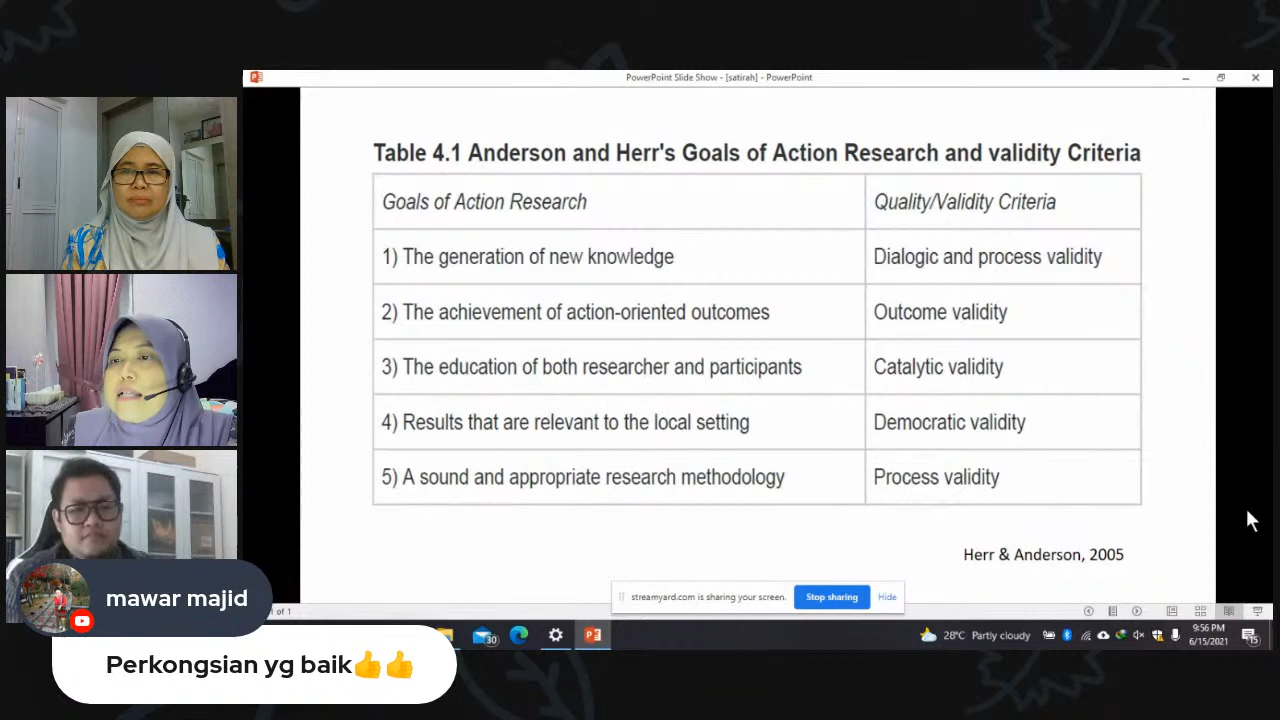 PowerPoint Slide Show - [satirah] - PowerPoint
Table 4.1 Anderson and Herr's Goals of Action Research and validity Criteria
Goals of Action Research
Quality/Validity Criteria
1) The generation of new knowledge
Dialogic and process validity
2) The achievement of action-oriented outcomes
Outcome validity
3) The education of both researcher and participants
Catalytic validity
4) Results that are relevant to the local setting
Democratic validity
5) A sound and appropriate research methodology
Process validity
Herr & Anderson, 2005
streamyard.com is sharing your screen.
Stop sharing
Hide
of 1
30
28°C Partly cloudy
9:56 PM
6/15/2021
15
mawar majid
Perkongsian yg baik👍👍